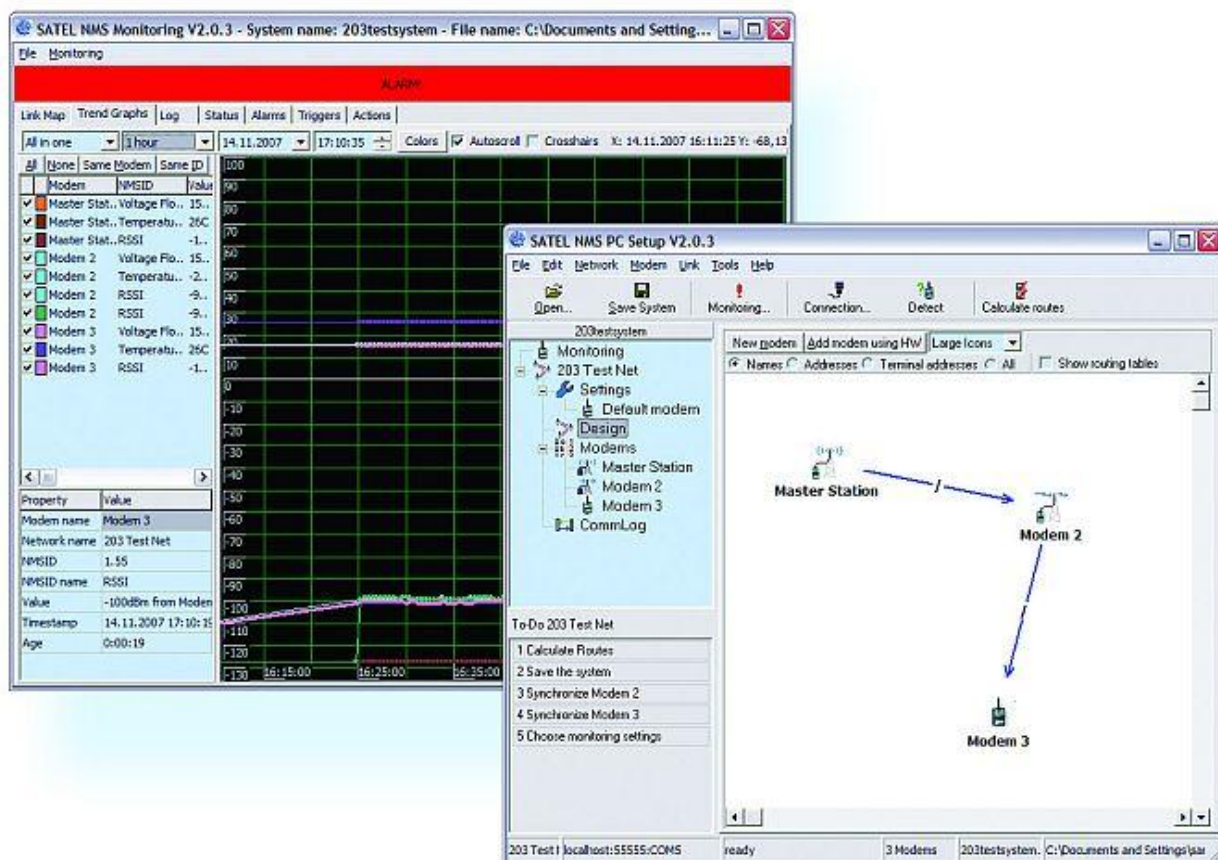 SATEL NMS Monitoring V2.0.3 - System name: 203testsystem - File name: C:\Documents and Setting...
File Monitoring
ALARM!
Link Map Trend Graphs Log Status Alarms Triggers Actions
All in one 1 hour 14.11.2007 17:10:35 Colors Autoscroll Crosshairs X: 14.11.2007 16:11:25 Y: -68,13
All None Same Modem Same ID
Modem NMSID Value
Master Stat.. Voltage Flo.. 15..
Master Stat.. Temperatu.. 26C
Master Stat.. RSSI -1..
Modem 2 Voltage Flo.. 15..
Modem 2 Temperatu.. -2..
Modem 2 RSSI -9..
Modem 2 RSSI -9..
Modem 3 Voltage Flo.. 15..
Modem 3 Temperatu.. 26C
Modem 3 RSSI -1..
Property Value
Modem name Modem 3
Network name 203 Test Net
NMSID 1.55
NMSID name RSSI
Value -100dBm from Modem
Timestamp 14.11.2007 17:10:19
Age 0:00:19
100
90
80
70
60
50
40
30
20
10
0
-10
-20
-30
-40
-50
-60
-70
-80
-90
-100
-110
-120
-130
16:15:00 16:25:00 16:35:00
SATEL NMS PC Setup V2.0.3
File Edit Network Modem Link Tools Help
Open... Save System Monitoring... Connection... Detect Calculate routes
203testsystem
Monitoring
203 Test Net
Settings
Default modem
Design
Modems
Master Station
Modem 2
Modem 3
CommLog
To-Do 203 Test Net
1 Calculate Routes
2 Save the system
3 Synchronize Modem 2
4 Synchronize Modem 3
5 Choose monitoring settings
New modem Add modem using HW Large Icons
Names Addresses Terminal addresses All Show routing tables
Master Station
Modem 2
Modem 3
203 Test localhost:55555:COM5 ready 3 Modems 203testsystem. C:\Documents and Settings\